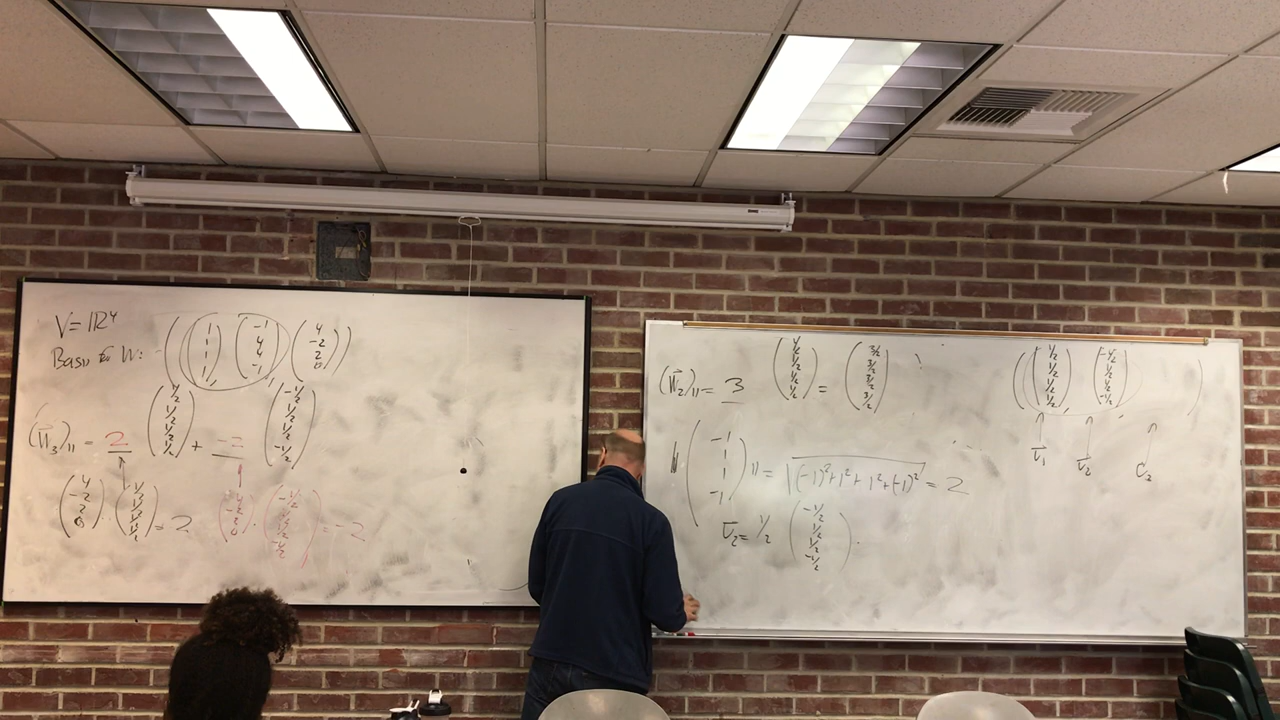 V = ℝ⁴
Basis for W: ( (1 1 1 1) (-1 4 4 -1) (4 -2 2 0) )
(w⃗₃)₁₁ = 2 (1/2 1/2 1/2 1/2) + -2 (-1/2 1/2 1/2 -1/2)
(4 -2 2 0) · (1/2 1/2 1/2 1/2) = 2 (4 -2 2 0) · (-1/2 1/2 1/2 -1/2) = -2
(w⃗₂)₁₁ = 3 (1/2 1/2 1/2 1/2) = (3/2 3/2 3/2 3/2)
|| (-1 1 1 -1) || = √((-1)²+1²+1²+(-1)²) = 2
v₂ = 1/2 (-1/2 1/2 1/2 -1/2)
( (1/2 1/2 1/2 1/2) (-1/2 1/2 1/2 -1/2) )
↑ ↑ ↑
v₁ v₂